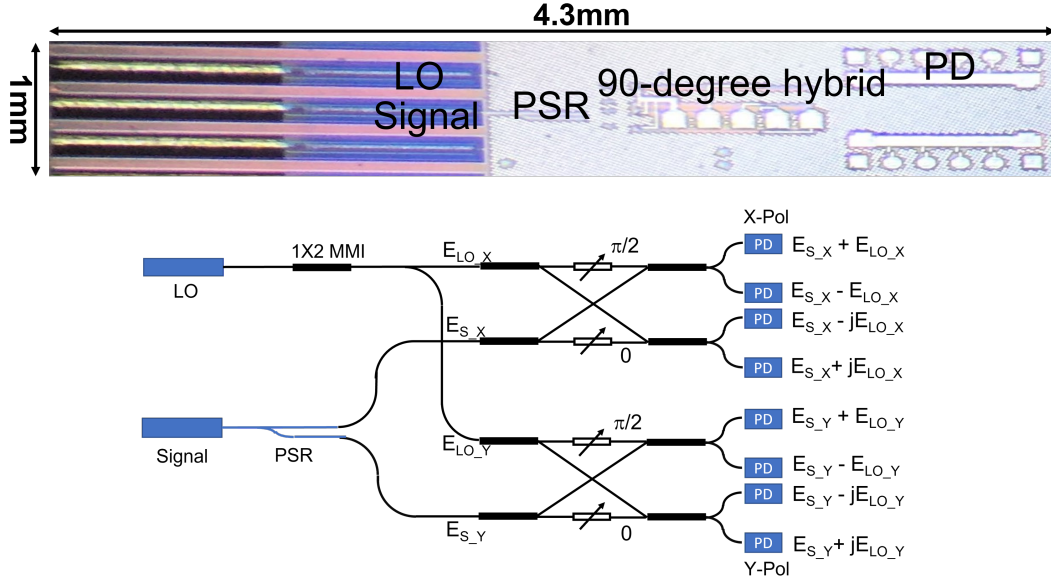 4.3mm
1mm
LO
Signal
PSR
90-degree hybrid
PD
X-Pol
LO
1X2 MMI
E_LO_X
π/2
PD
E_S_X + E_LO_X
PD
E_S_X - E_LO_X
E_S_X
0
PD
E_S_X - jE_LO_X
PD
E_S_X+ jE_LO_X
Signal
PSR
E_LO_Y
π/2
PD
E_S_Y + E_LO_Y
PD
E_S_Y - E_LO_Y
E_S_Y
0
PD
E_S_Y - jE_LO_Y
PD
E_S_Y+ jE_LO_Y
Y-Pol